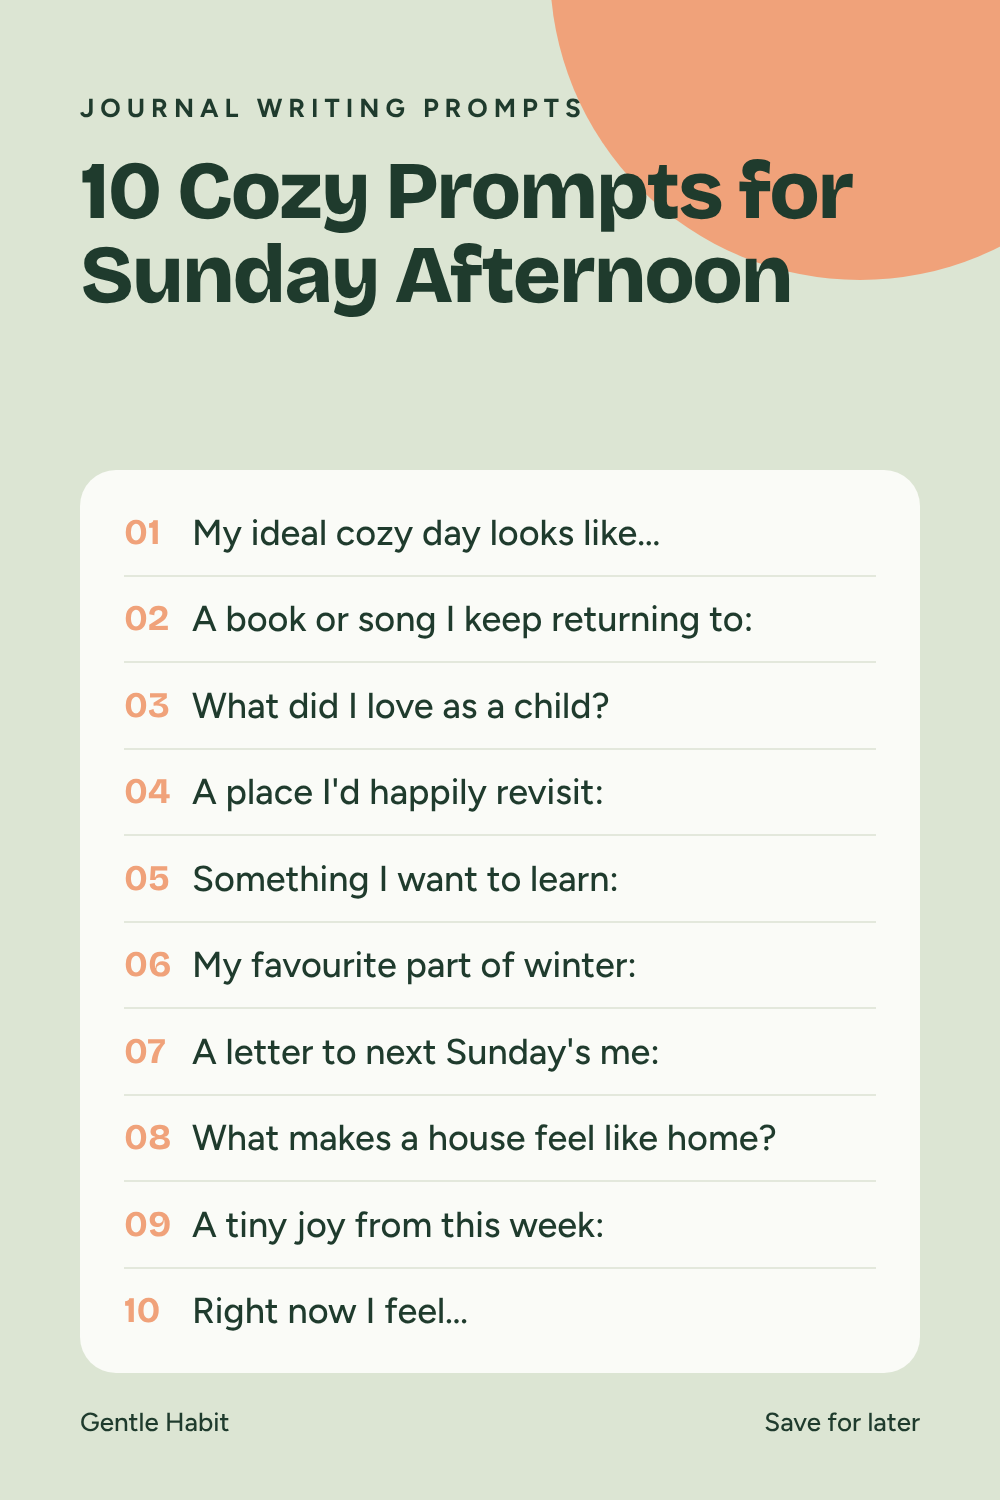 JOURNAL WRITING PROMPTS
10 Cozy Prompts for
Sunday Afternoon
01 My ideal cozy day looks like...
02 A book or song I keep returning to:
03 What did I love as a child?
04 A place I'd happily revisit:
05 Something I want to learn:
06 My favourite part of winter:
07 A letter to next Sunday's me:
08 What makes a house feel like home?
09 A tiny joy from this week:
10 Right now I feel...
Gentle Habit
Save for later